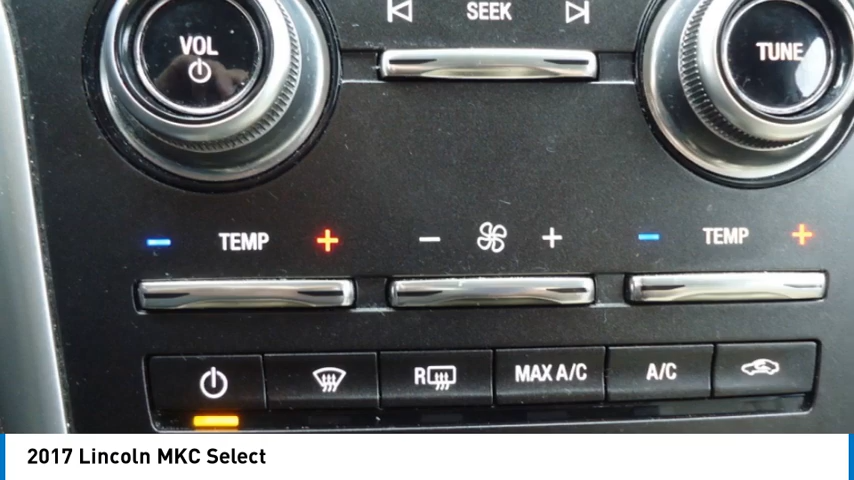 VOL
SEEK
TUNE
- TEMP +
- +
- TEMP +
R
MAX A/C
A/C
2017 Lincoln MKC Select